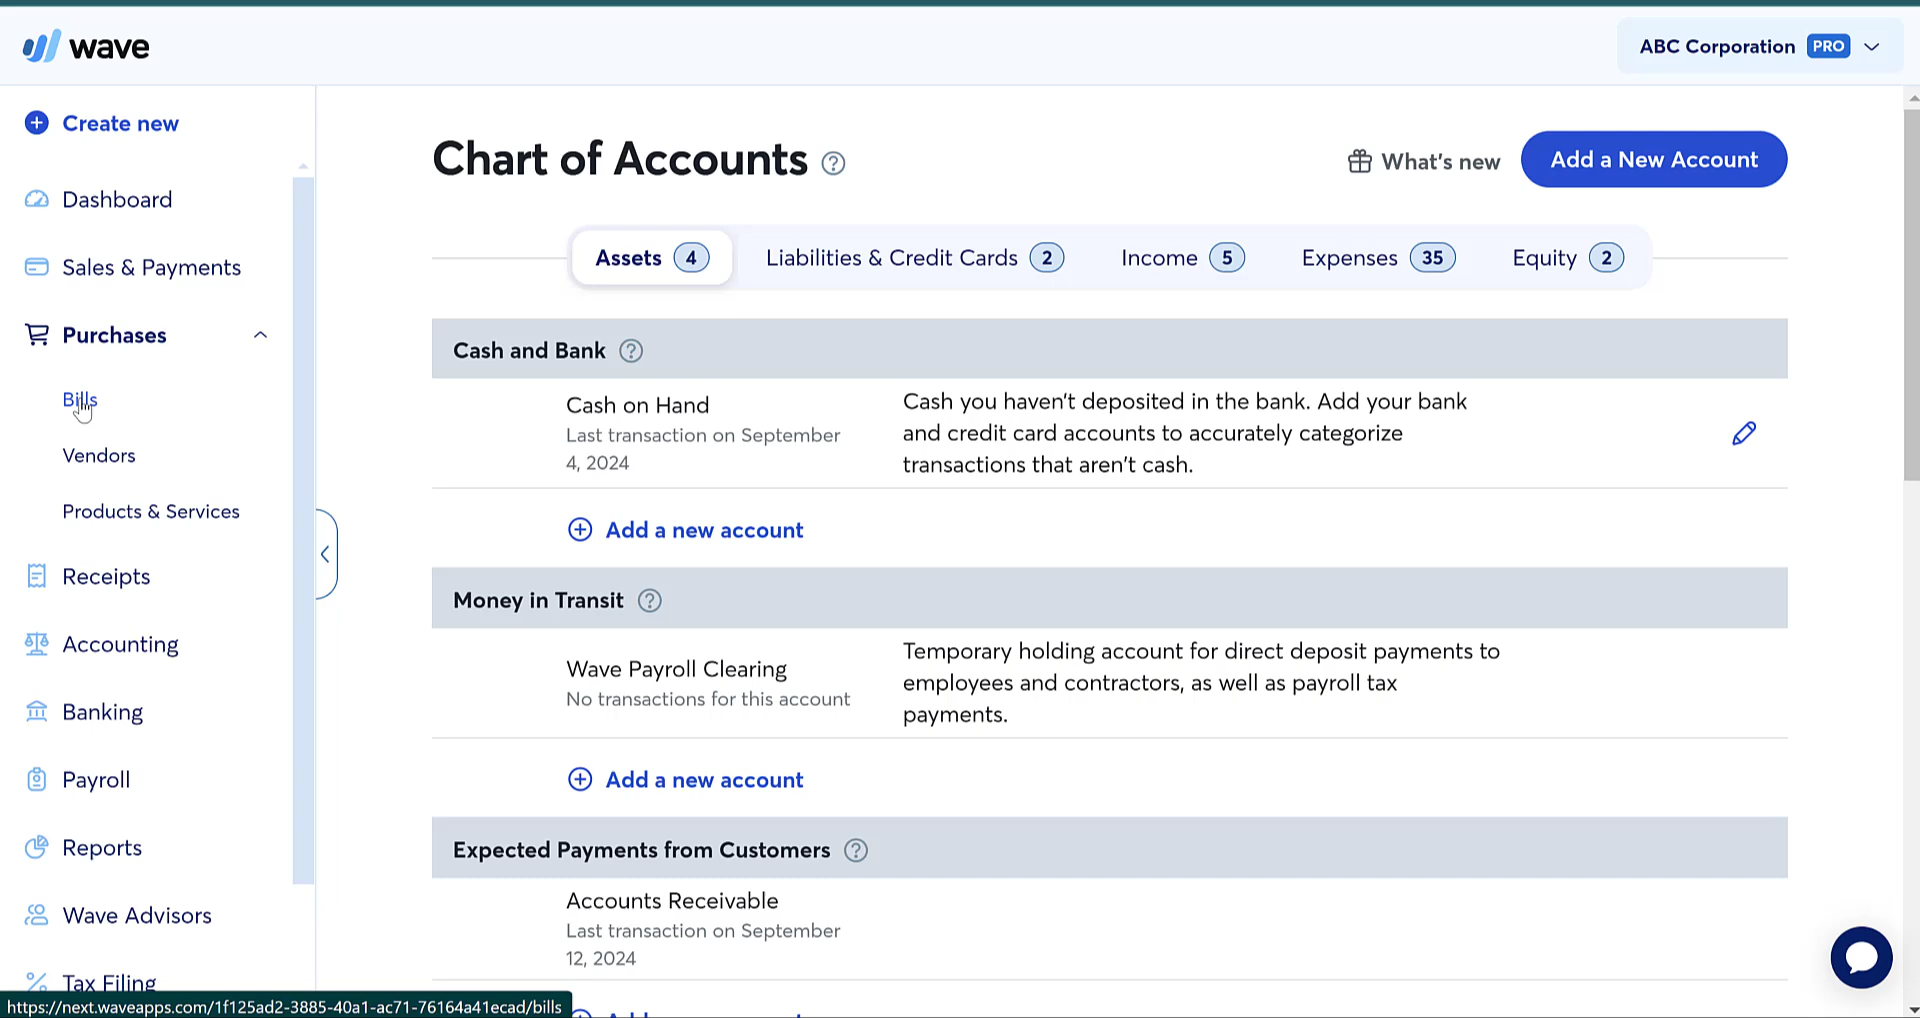 wave
ABC Corporation PRO
Create new
Dashboard
Sales & Payments
Purchases
Bills
Vendors
Products & Services
Receipts
Accounting
Banking
Payroll
Reports
Wave Advisors
Tax Filing
https://next.waveapps.com/1f125ad2-3885-40a1-ac71-76164a41ecad/bills
Chart of Accounts ?
What's new
Add a New Account
Assets 4 Liabilities & Credit Cards 2 Income 5 Expenses 35 Equity 2
Cash and Bank ?
Cash on Hand
Last transaction on September
4, 2024
Cash you haven't deposited in the bank. Add your bank
and credit card accounts to accurately categorize
transactions that aren't cash.
Add a new account
Money in Transit ?
Wave Payroll Clearing
No transactions for this account
Temporary holding account for direct deposit payments to
employees and contractors, as well as payroll tax
payments.
Add a new account
Expected Payments from Customers ?
Accounts Receivable
Last transaction on September
12, 2024